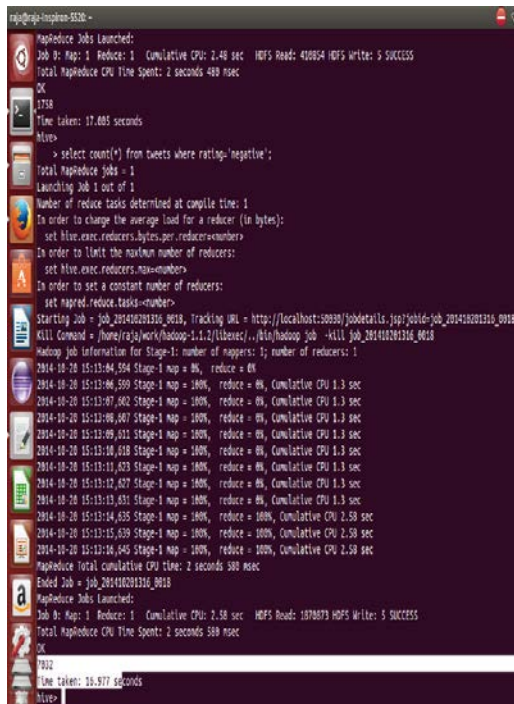 raja@raja-Inspiron-5520: ~
MapReduce Jobs Launched:
Job 0: Map: 1 Reduce: 1 Cumulative CPU: 2.48 sec HDFS Read: 410854 HDFS Write: 5 SUCCESS
Total MapReduce CPU Time Spent: 2 seconds 480 msec
OK
1758
Time taken: 17.085 seconds
hive>
> select count(*) from tweets where rating='negative';
Total MapReduce jobs = 1
Launching Job 1 out of 1
Number of reduce tasks determined at compile time: 1
In order to change the average load for a reducer (in bytes):
set hive.exec.reducers.bytes.per.reducer=<number>
In order to limit the maximum number of reducers:
set hive.exec.reducers.max=<number>
In order to set a constant number of reducers:
set mapred.reduce.tasks=<number>
Starting Job = job_201410201316_0018, Tracking URL = http://localhost:50030/jobdetails.jsp?jobid=job_201410201316_0018
Kill Command = /home/raja/work/hadoop-1.1.2/libexec/../bin/hadoop job -kill job_201410201316_0018
Hadoop job information for Stage-1: number of mappers: 1; number of reducers: 1
2014-10-20 15:13:04,594 Stage-1 map = 0%, reduce = 0%
2014-10-20 15:13:06,599 Stage-1 map = 100%, reduce = 0%, Cumulative CPU 1.3 sec
2014-10-20 15:13:07,602 Stage-1 map = 100%, reduce = 0%, Cumulative CPU 1.3 sec
2014-10-20 15:13:08,607 Stage-1 map = 100%, reduce = 0%, Cumulative CPU 1.3 sec
2014-10-20 15:13:09,611 Stage-1 map = 100%, reduce = 0%, Cumulative CPU 1.3 sec
2014-10-20 15:13:10,618 Stage-1 map = 100%, reduce = 0%, Cumulative CPU 1.3 sec
2014-10-20 15:13:11,623 Stage-1 map = 100%, reduce = 0%, Cumulative CPU 1.3 sec
2014-10-20 15:13:12,627 Stage-1 map = 100%, reduce = 0%, Cumulative CPU 1.3 sec
2014-10-20 15:13:13,631 Stage-1 map = 100%, reduce = 0%, Cumulative CPU 1.3 sec
2014-10-20 15:13:14,635 Stage-1 map = 100%, reduce = 100%, Cumulative CPU 2.58 sec
2014-10-20 15:13:15,639 Stage-1 map = 100%, reduce = 100%, Cumulative CPU 2.58 sec
2014-10-20 15:13:16,645 Stage-1 map = 100%, reduce = 100%, Cumulative CPU 2.58 sec
MapReduce Total cumulative CPU time: 2 seconds 580 msec
Ended Job = job_201410201316_0018
MapReduce Jobs Launched:
Job 0: Map: 1 Reduce: 1 Cumulative CPU: 2.58 sec HDFS Read: 1870873 HDFS Write: 5 SUCCESS
Total MapReduce CPU Time Spent: 2 seconds 580 msec
OK
7032
Time taken: 16.977 seconds
hive>